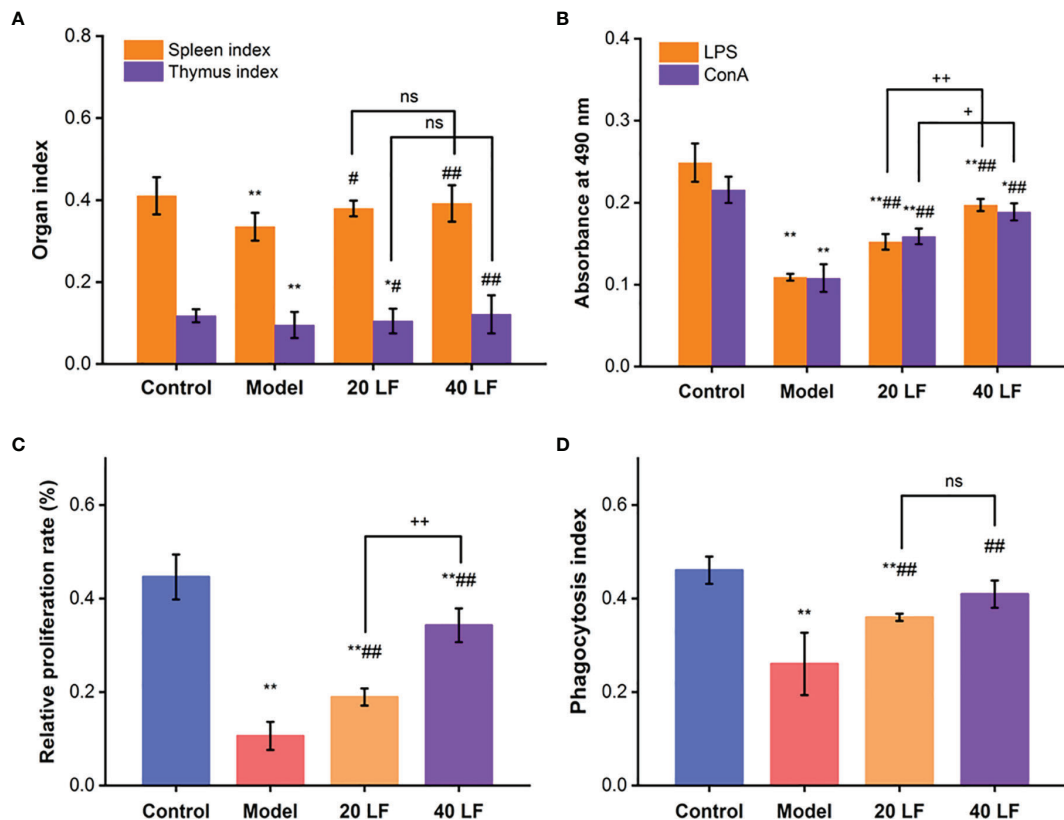 A
Organ index
0.8
0.6
0.4
0.2
0.0
Spleen index
Thymus index
ns
ns
**
#
##
**
*#
##
Control Model 20 LF 40 LF
B
Absorbance at 490 nm
0.4
0.3
0.2
0.1
0.0
LPS
ConA
++
+
**## *##
**## **##
** **
Control Model 20 LF 40 LF
C
Relative proliferation rate (%)
0.6
0.4
0.2
0.0
++
**##
**##
**
Control Model 20 LF 40 LF
D
Phagocytosis index
0.6
0.4
0.2
0.0
ns
##
**##
**
Control Model 20 LF 40 LF